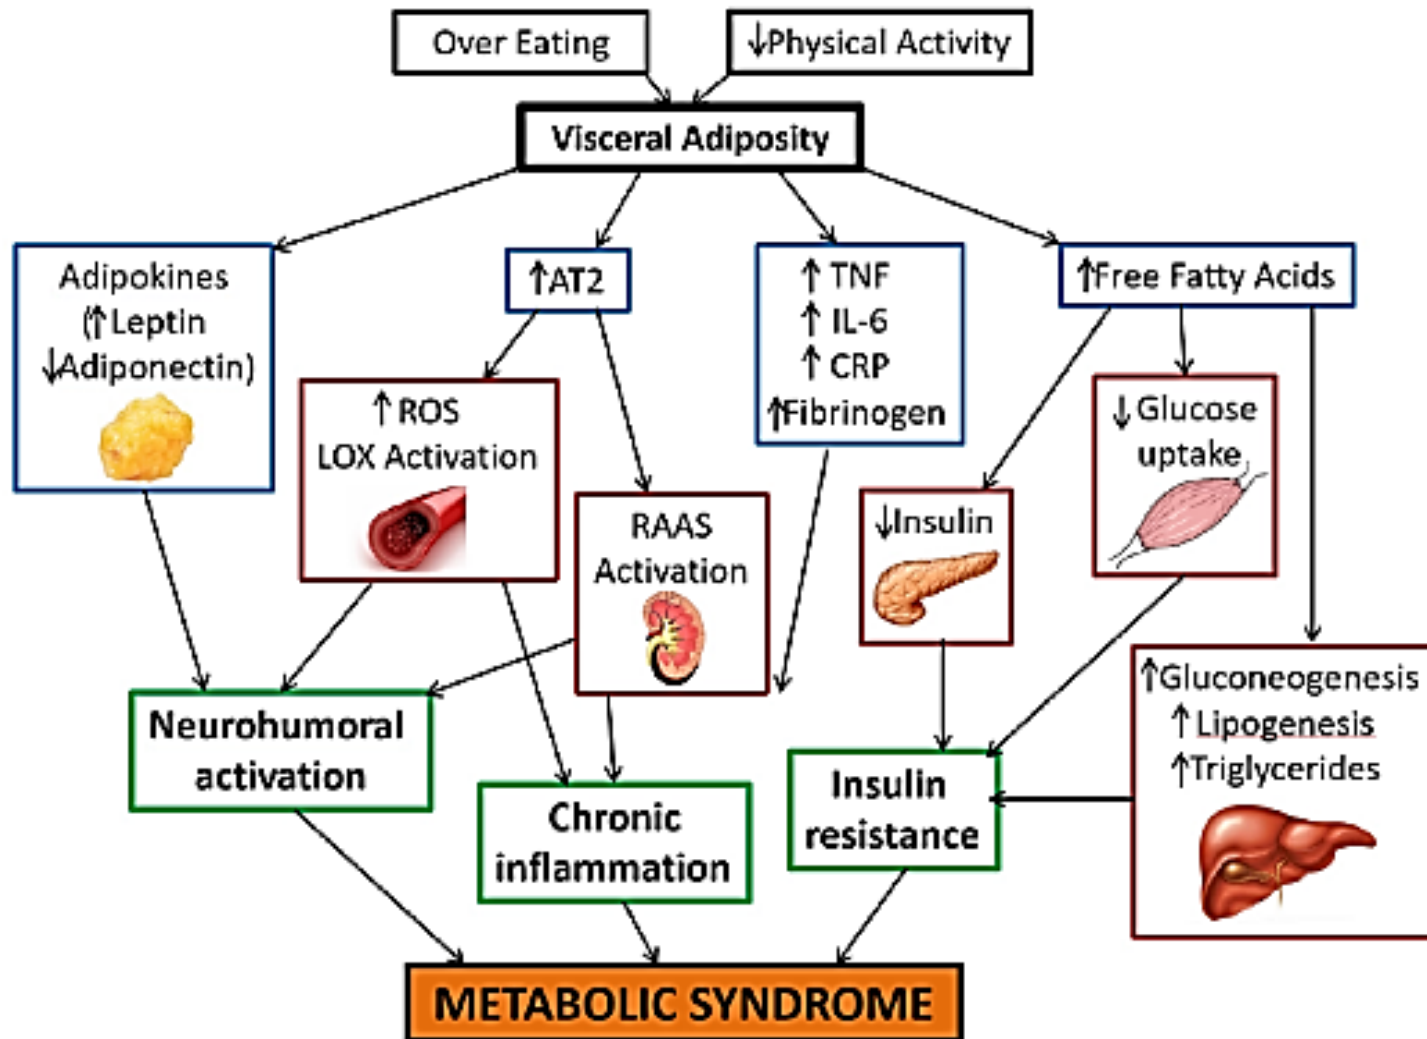 Over Eating
↓Physical Activity
Visceral Adiposity
Adipokines
(↑Leptin
↓Adiponectin)
↑AT2
↑ TNF
↑ IL-6
↑ CRP
↑Fibrinogen
↑Free Fatty Acids
↑ ROS
LOX Activation
RAAS
Activation
↓Insulin
↓ Glucose
uptake
↑Gluconeogenesis
↑ Lipogenesis
↑Triglycerides
Neurohumoral
activation
Chronic
inflammation
Insulin
resistance
METABOLIC SYNDROME